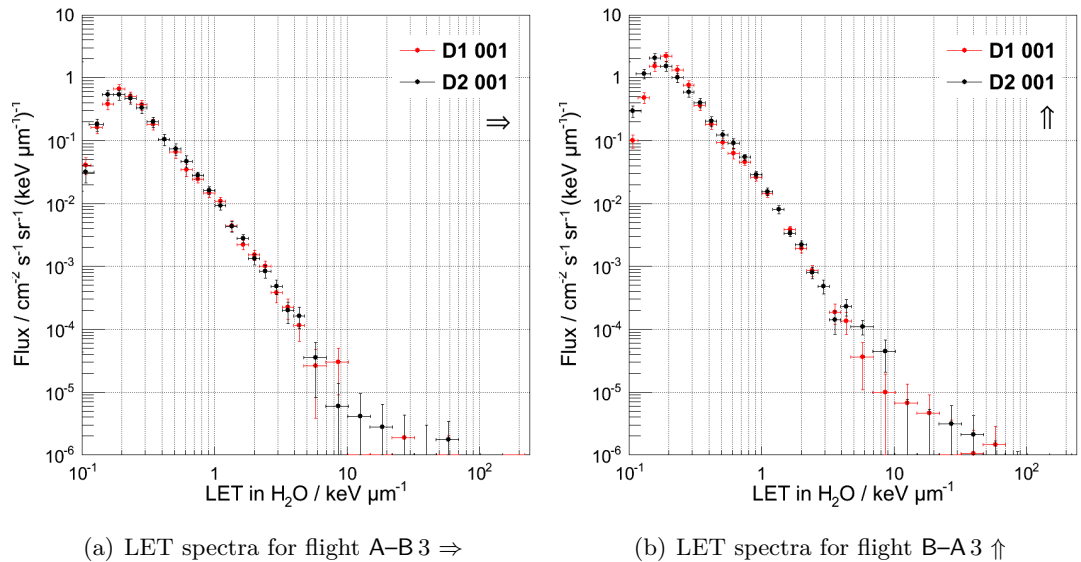 Flux / cm⁻² s⁻¹ sr⁻¹ (keV μm⁻¹)⁻¹
1
10⁻¹
10⁻²
10⁻³
10⁻⁴
10⁻⁵
10⁻⁶
D1 001
D2 001
⇒
10⁻¹ 1 10 10²
LET in H₂O / keV μm⁻¹
(a) LET spectra for flight A–B 3 ⇒
Flux / cm⁻² s⁻¹ sr⁻¹ (keV μm⁻¹)⁻¹
1
10⁻¹
10⁻²
10⁻³
10⁻⁴
10⁻⁵
10⁻⁶
D1 001
D2 001
⇑
10⁻¹ 1 10 10²
LET in H₂O / keV μm⁻¹
(b) LET spectra for flight B–A 3 ⇑